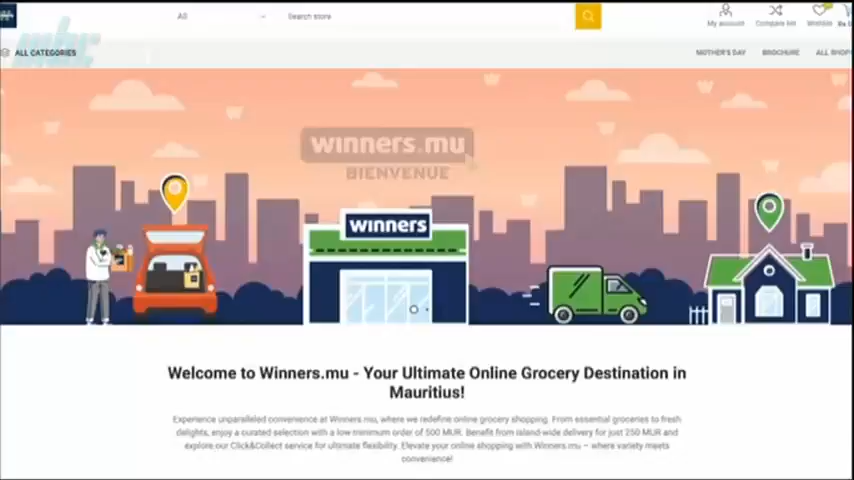 All
Search store
My account
Compare list
Wishlist
mbc
ALL CATEGORIES
MOTHER'S DAY
BROCHURE
ALL SHOP
winners.mu
BIENVENUE
winners
Welcome to Winners.mu - Your Ultimate Online Grocery Destination in
Mauritius!
Experience unparalleled convenience at Winners.mu, where we redefine online grocery shopping. From essential groceries to fresh
delights, enjoy a curated selection with a low minimum order of 500 MUR. Benefit from island-wide delivery for just 250 MUR and
explore our Click&Collect service for ultimate flexibility. Elevate your online shopping with Winners.mu – where variety meets
convenience!